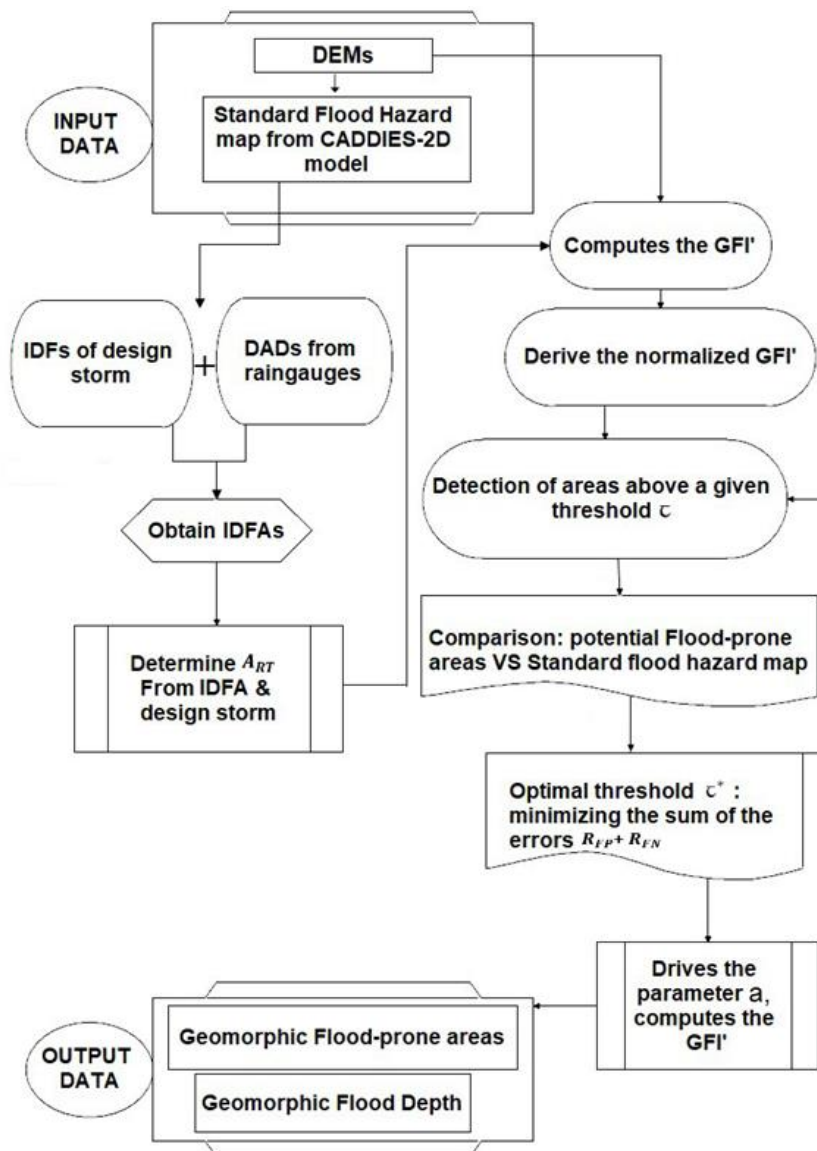 INPUT
DATA
DEMs
Standard Flood Hazard
map from CADDIES-2D
model
Computes the GFI'
IDFs of design
storm
+
DADs from
raingauges
Derive the normalized GFI'
Obtain IDFAs
Detection of areas above a given
threshold τ
Determine A_RT
From IDFA &
design storm
Comparison: potential Flood-prone
areas VS Standard flood hazard map
Optimal threshold τ* :
minimizing the sum of the
errors R_FP + R_FN
Drives the
parameter a,
computes the
GFI'
OUTPUT
DATA
Geomorphic Flood-prone areas
Geomorphic Flood Depth